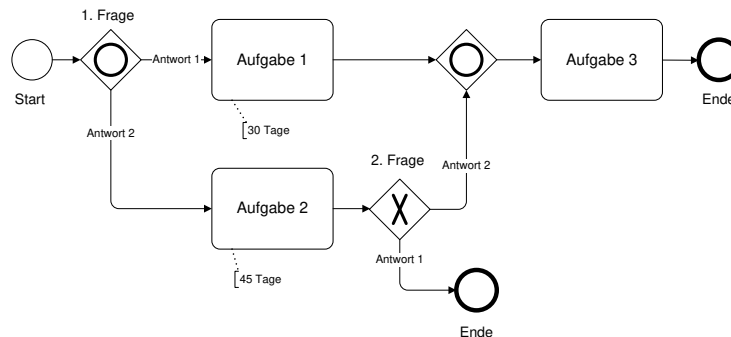 1. Frage
Antwort 1
Aufgabe 1
Aufgabe 3
Start
Ende
30 Tage
Antwort 2
2. Frage
Antwort 2
Aufgabe 2
Antwort 1
45 Tage
Ende